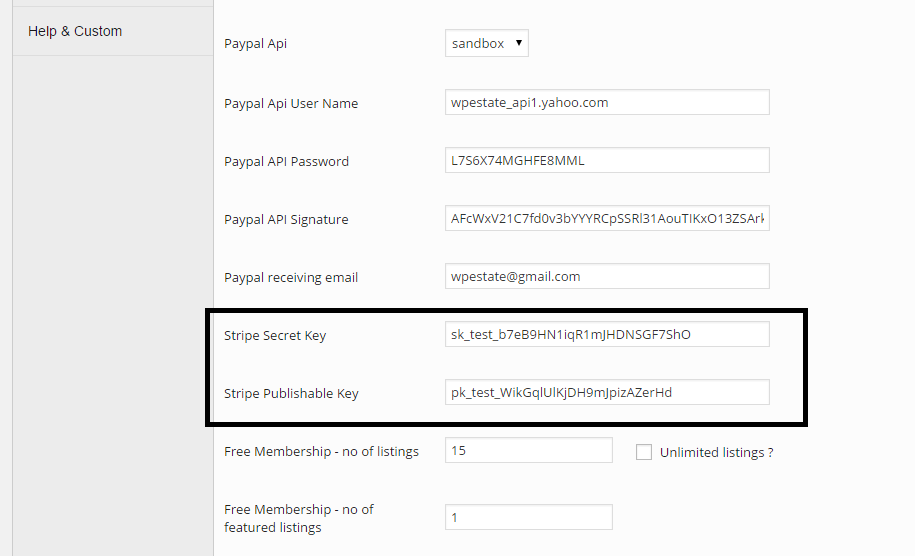 Help & Custom
Paypal Api
sandbox
Paypal Api User Name
wpestate_api1.yahoo.com
Paypal API Password
L7S6X74MGHFE8MML
Paypal API Signature
AFcWxV21C7fd0v3bYYYRCpSSRl31AouTIKxO13ZSArk
Paypal receiving email
wpestate@gmail.com
Stripe Secret Key
sk_test_b7eB9HN1iqR1mJHDNSGF7ShO
Stripe Publishable Key
pk_test_WikGqlUlKjDH9mJpizAZerHd
Free Membership - no of listings
15
Unlimited listings ?
Free Membership - no of
featured listings
1